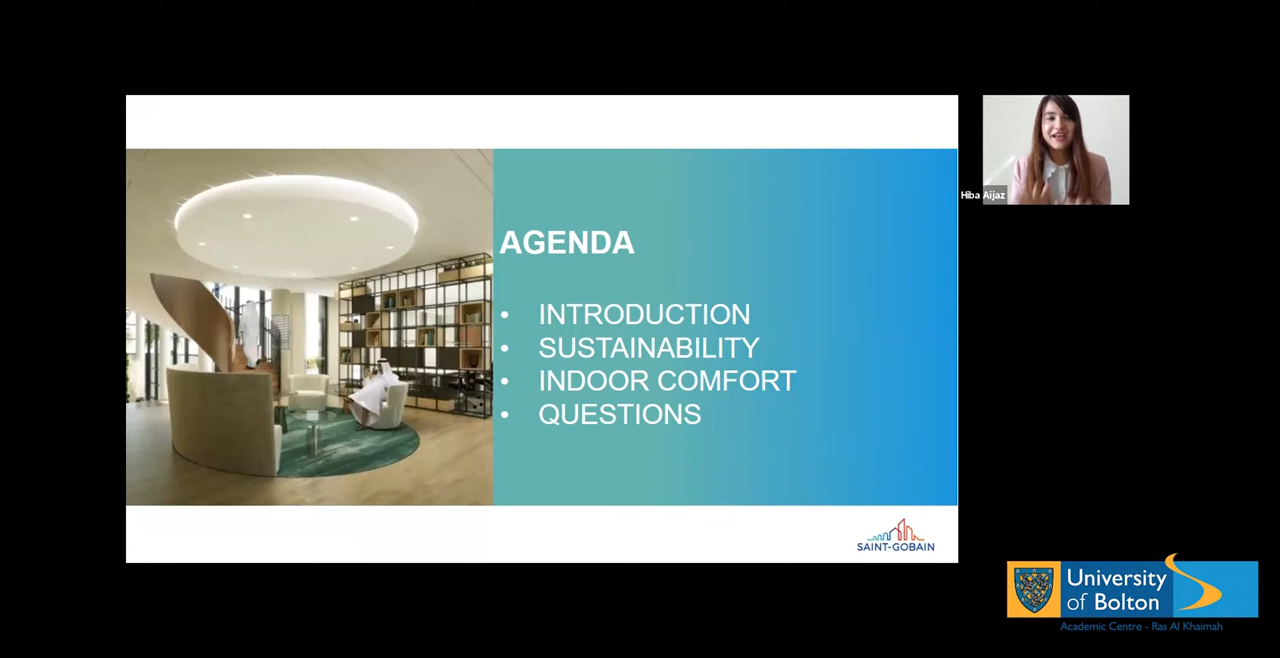 AGENDA
• INTRODUCTION
• SUSTAINABILITY
• INDOOR COMFORT
• QUESTIONS
SAINT-GOBAIN
Hiba Aijaz
University
of Bolton
Academic Centre - Ras Al Khaimah